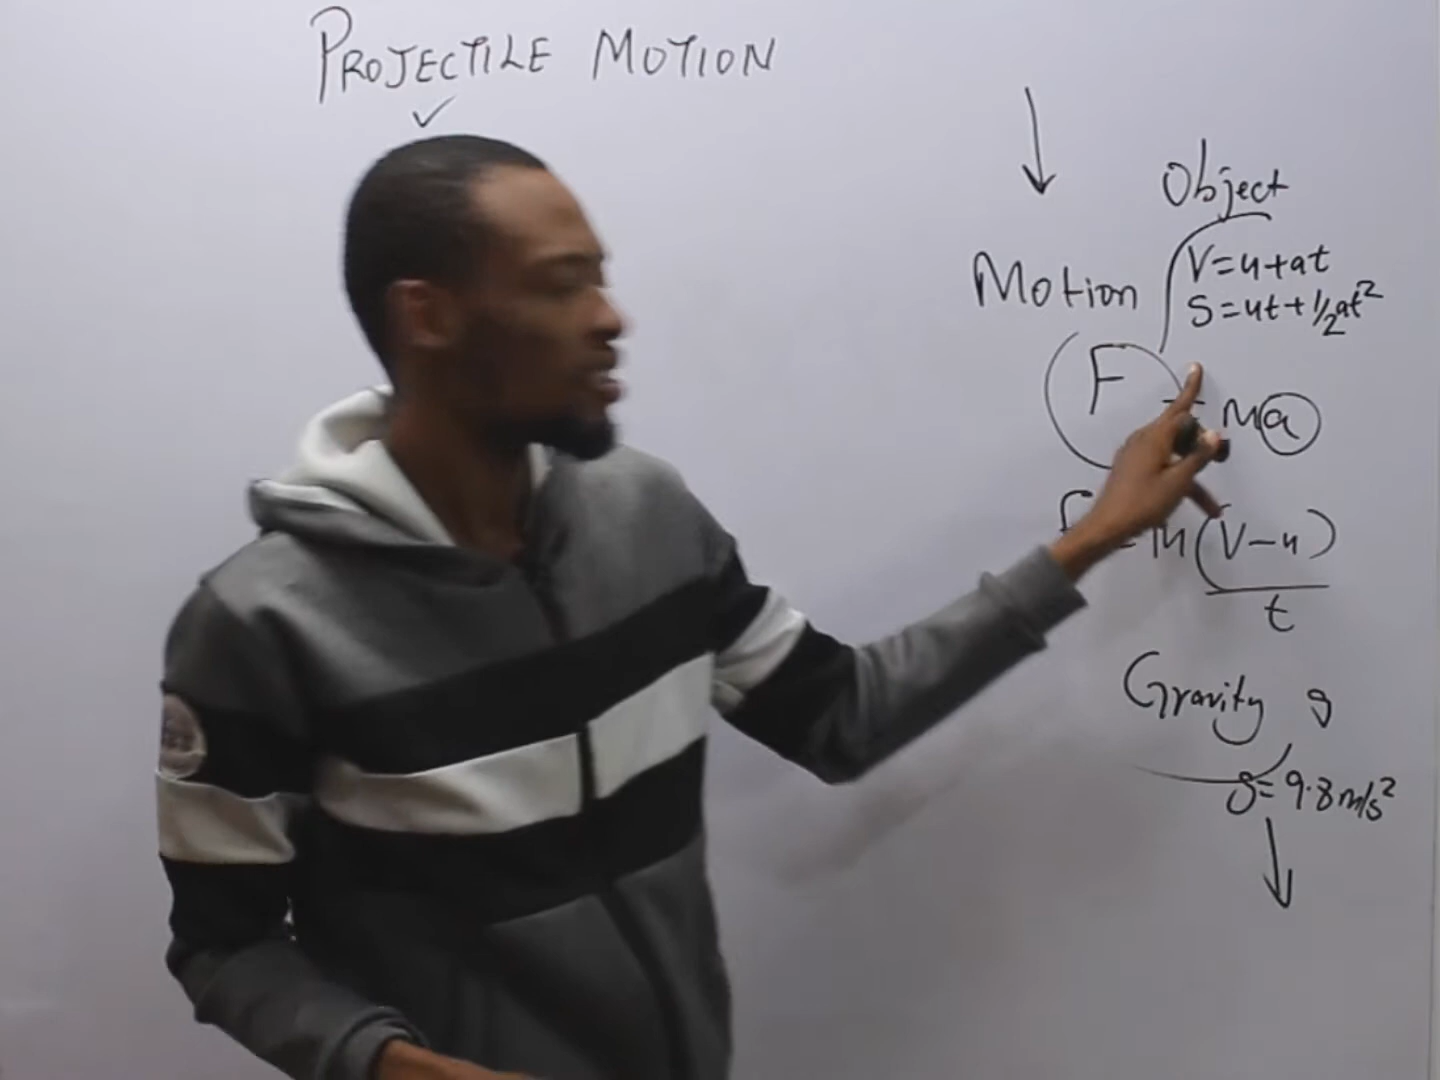 PROJECTILE MOTION
Object
V=u+at
S=ut+1/2at²
Motion
F = Ma
F = m(V-u)
t
Gravity g
g= 9.8m/s²